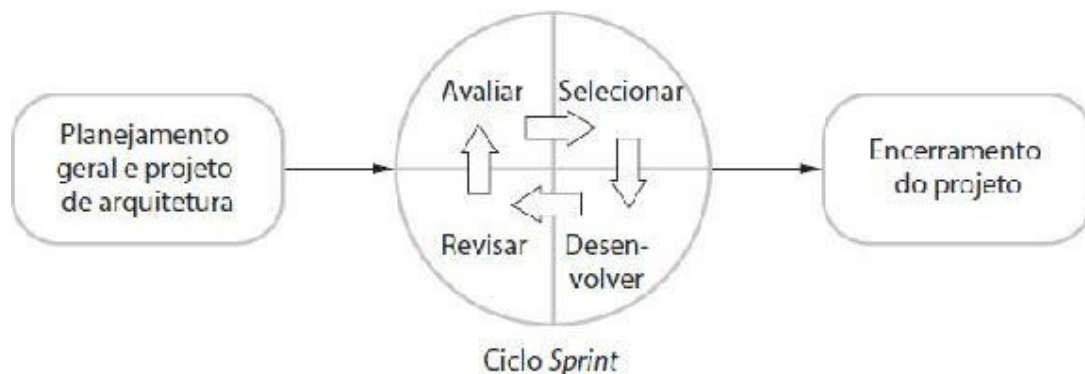 Planejamento
geral e projeto
de arquitetura
Avaliar
Selecionar
Revisar
Desen-
volver
Encerramento
do projeto
Ciclo Sprint